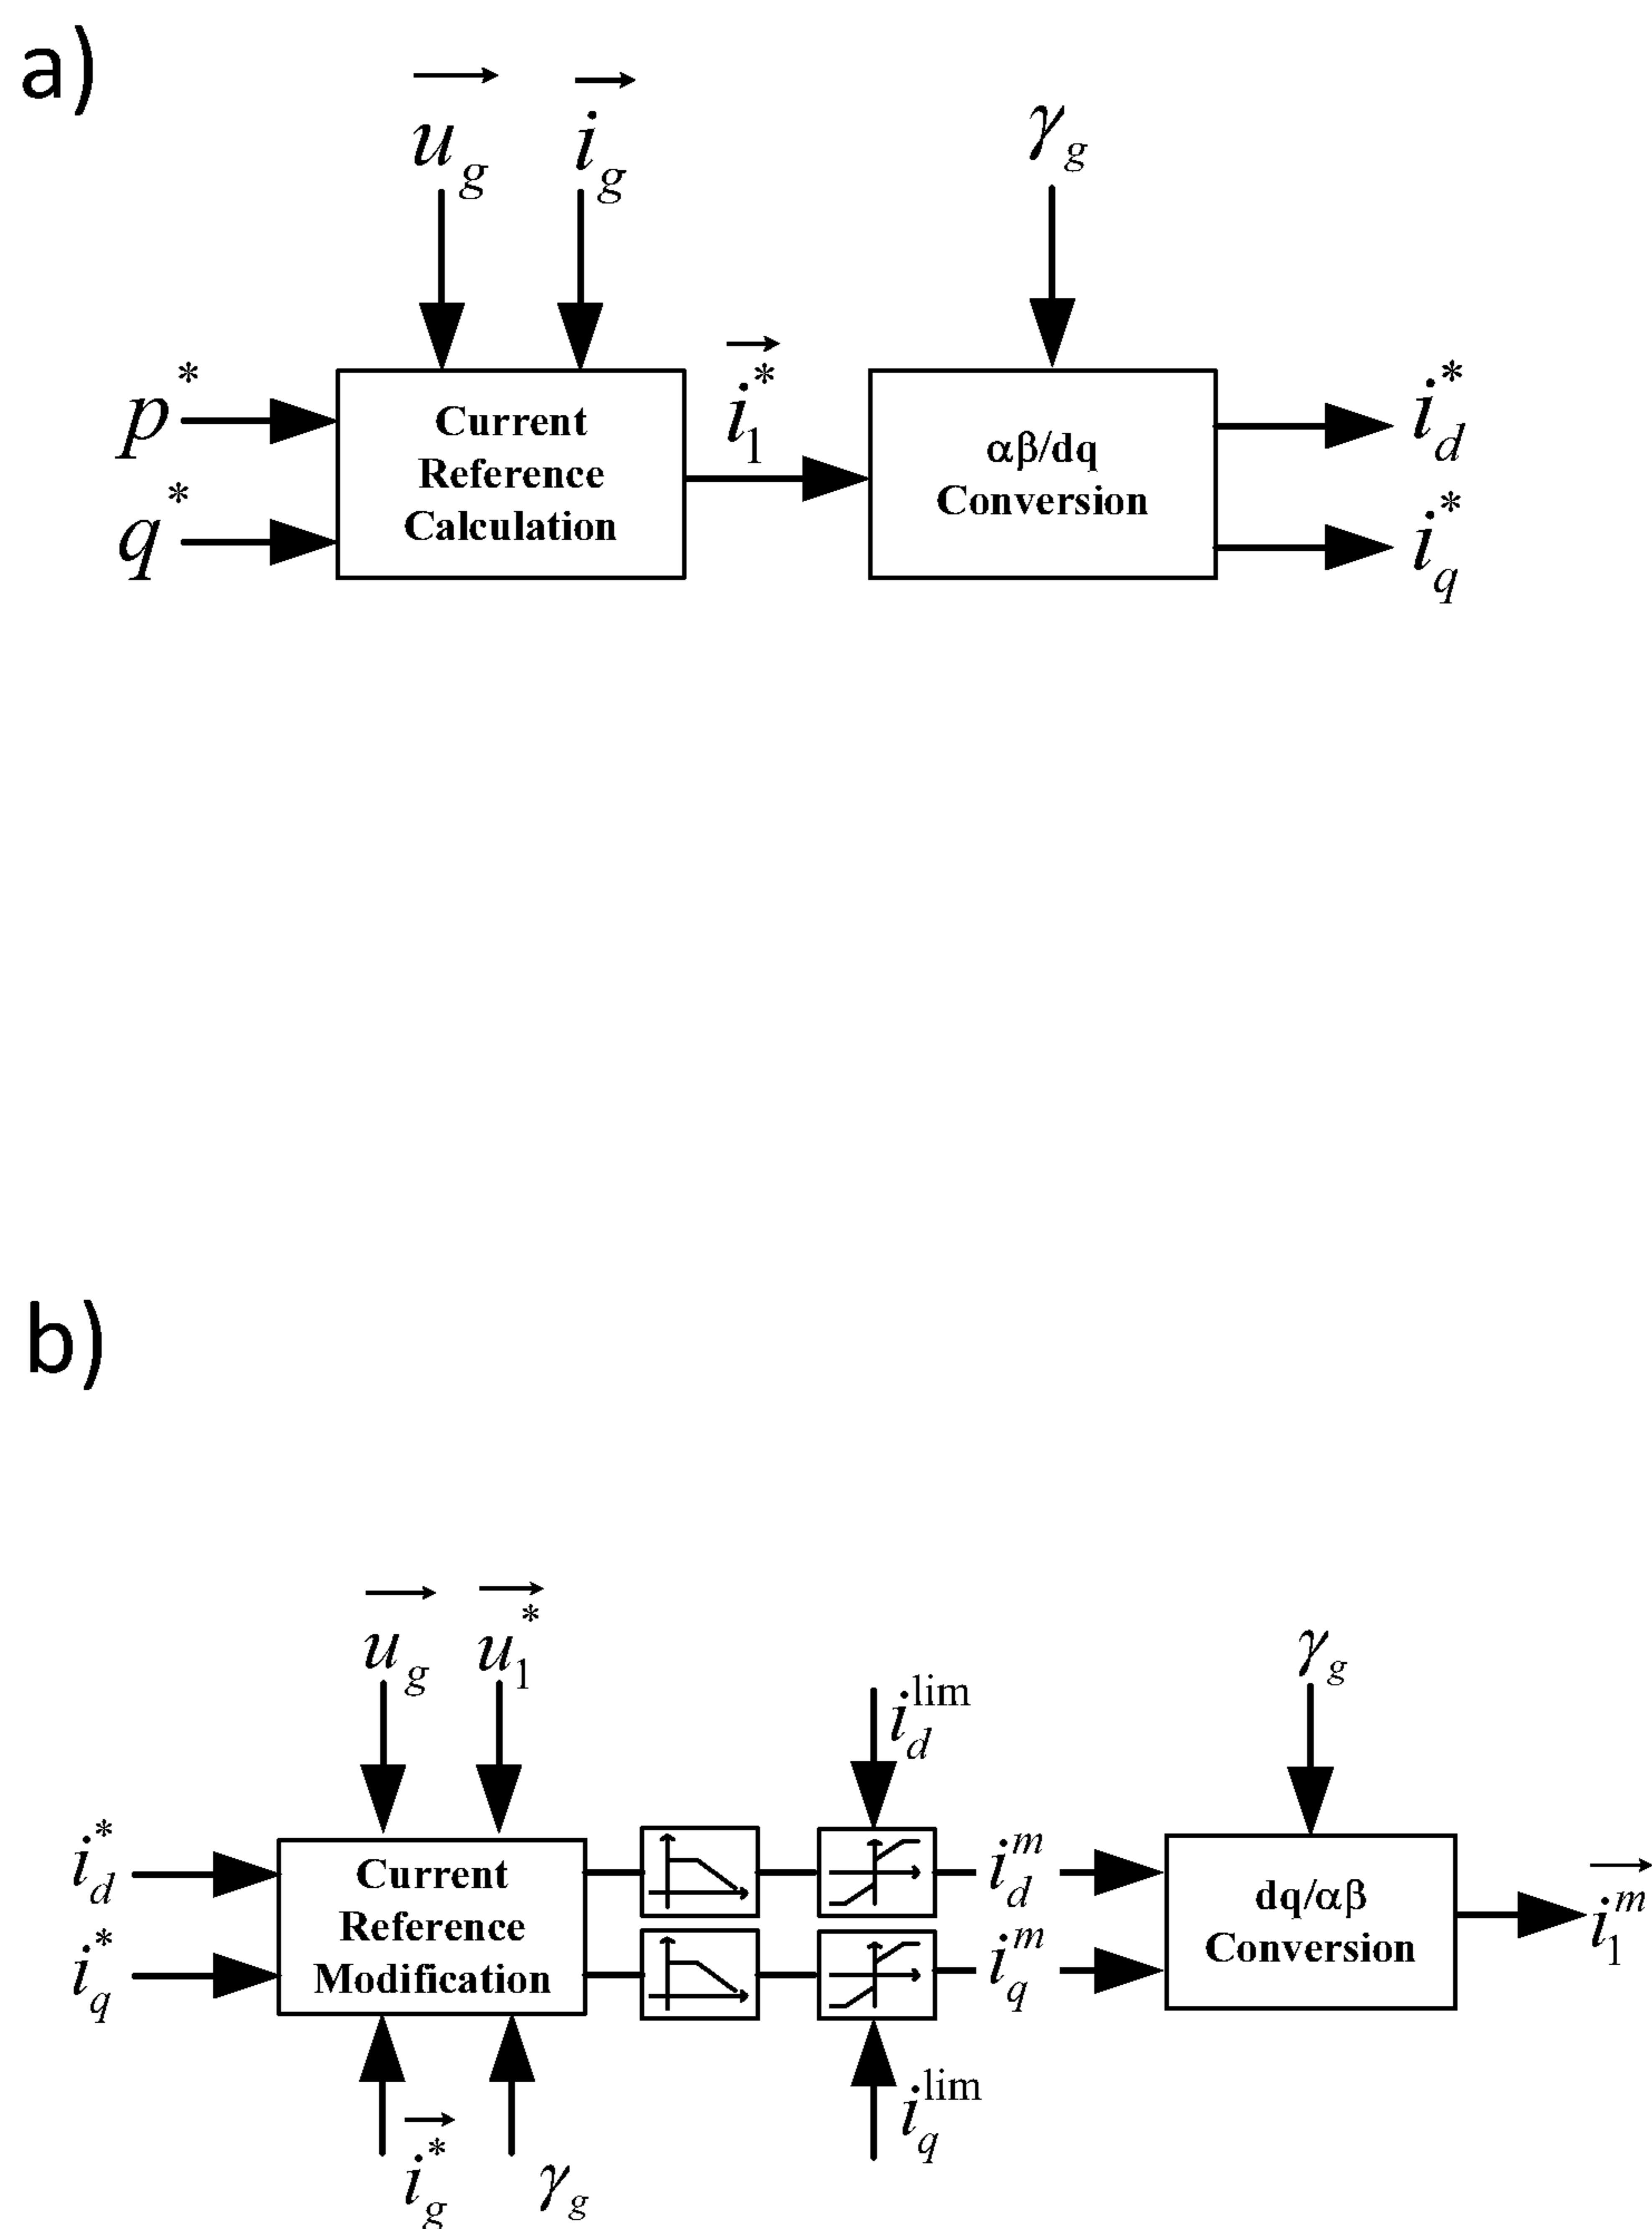 a)
u_g i_g γ_g
p* q*
Current
Reference
Calculation
i_1^*
αβ/dq
Conversion
i_d^*
i_q^*
b)
u_g u_1^*
i_d^lim
γ_g
i_d^*
i_q^*
Current
Reference
Modification
i_d^m
i_q^m
dq/αβ
Conversion
i_1^m
i_g^* γ_g
i_q^lim